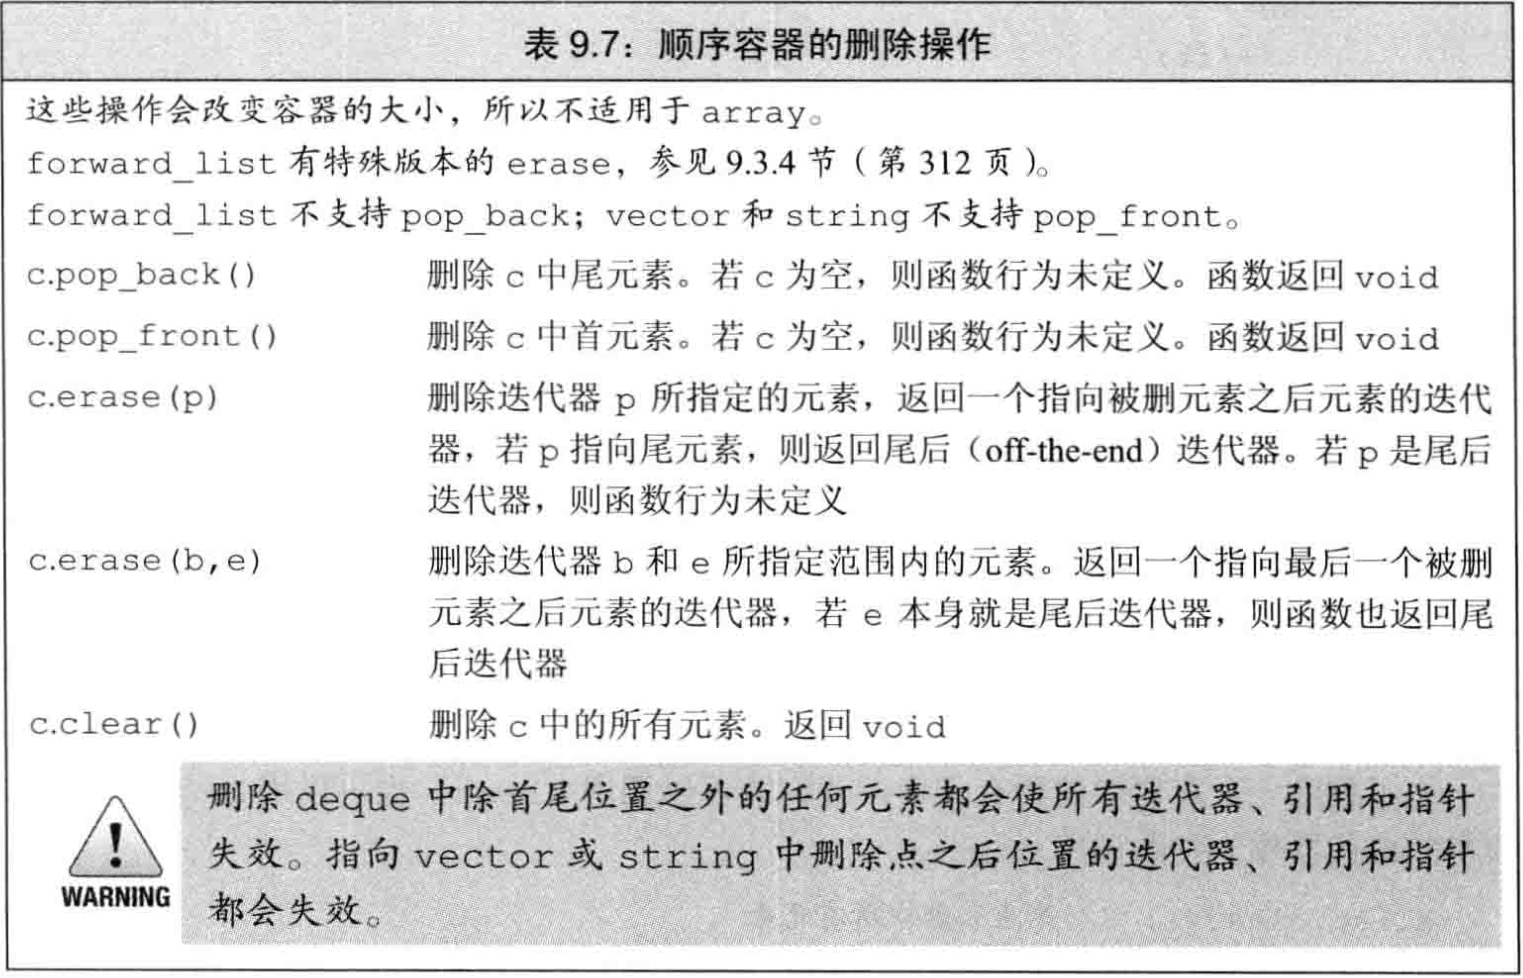 表 9.7：顺序容器的删除操作
这些操作会改变容器的大小，所以不适用于 array。
forward_list 有特殊版本的 erase，参见 9.3.4 节（第 312 页）。
forward_list 不支持 pop_back；vector 和 string 不支持 pop_front。
c.pop_back() 删除 c 中尾元素。若 c 为空，则函数行为未定义。函数返回 void
c.pop_front() 删除 c 中首元素。若 c 为空，则函数行为未定义。函数返回 void
c.erase(p) 删除迭代器 p 所指定的元素，返回一个指向被删元素之后元素的迭代
器，若 p 指向尾元素，则返回尾后（off-the-end）迭代器。若 p 是尾后
迭代器，则函数行为未定义
c.erase(b,e) 删除迭代器 b 和 e 所指定范围内的元素。返回一个指向最后一个被删
元素之后元素的迭代器，若 e 本身就是尾后迭代器，则函数也返回尾
后迭代器
c.clear() 删除 c 中的所有元素。返回 void
删除 deque 中除首尾位置之外的任何元素都会使所有迭代器、引用和指针
失效。指向 vector 或 string 中删除点之后位置的迭代器、引用和指针
都会失效。
WARNING